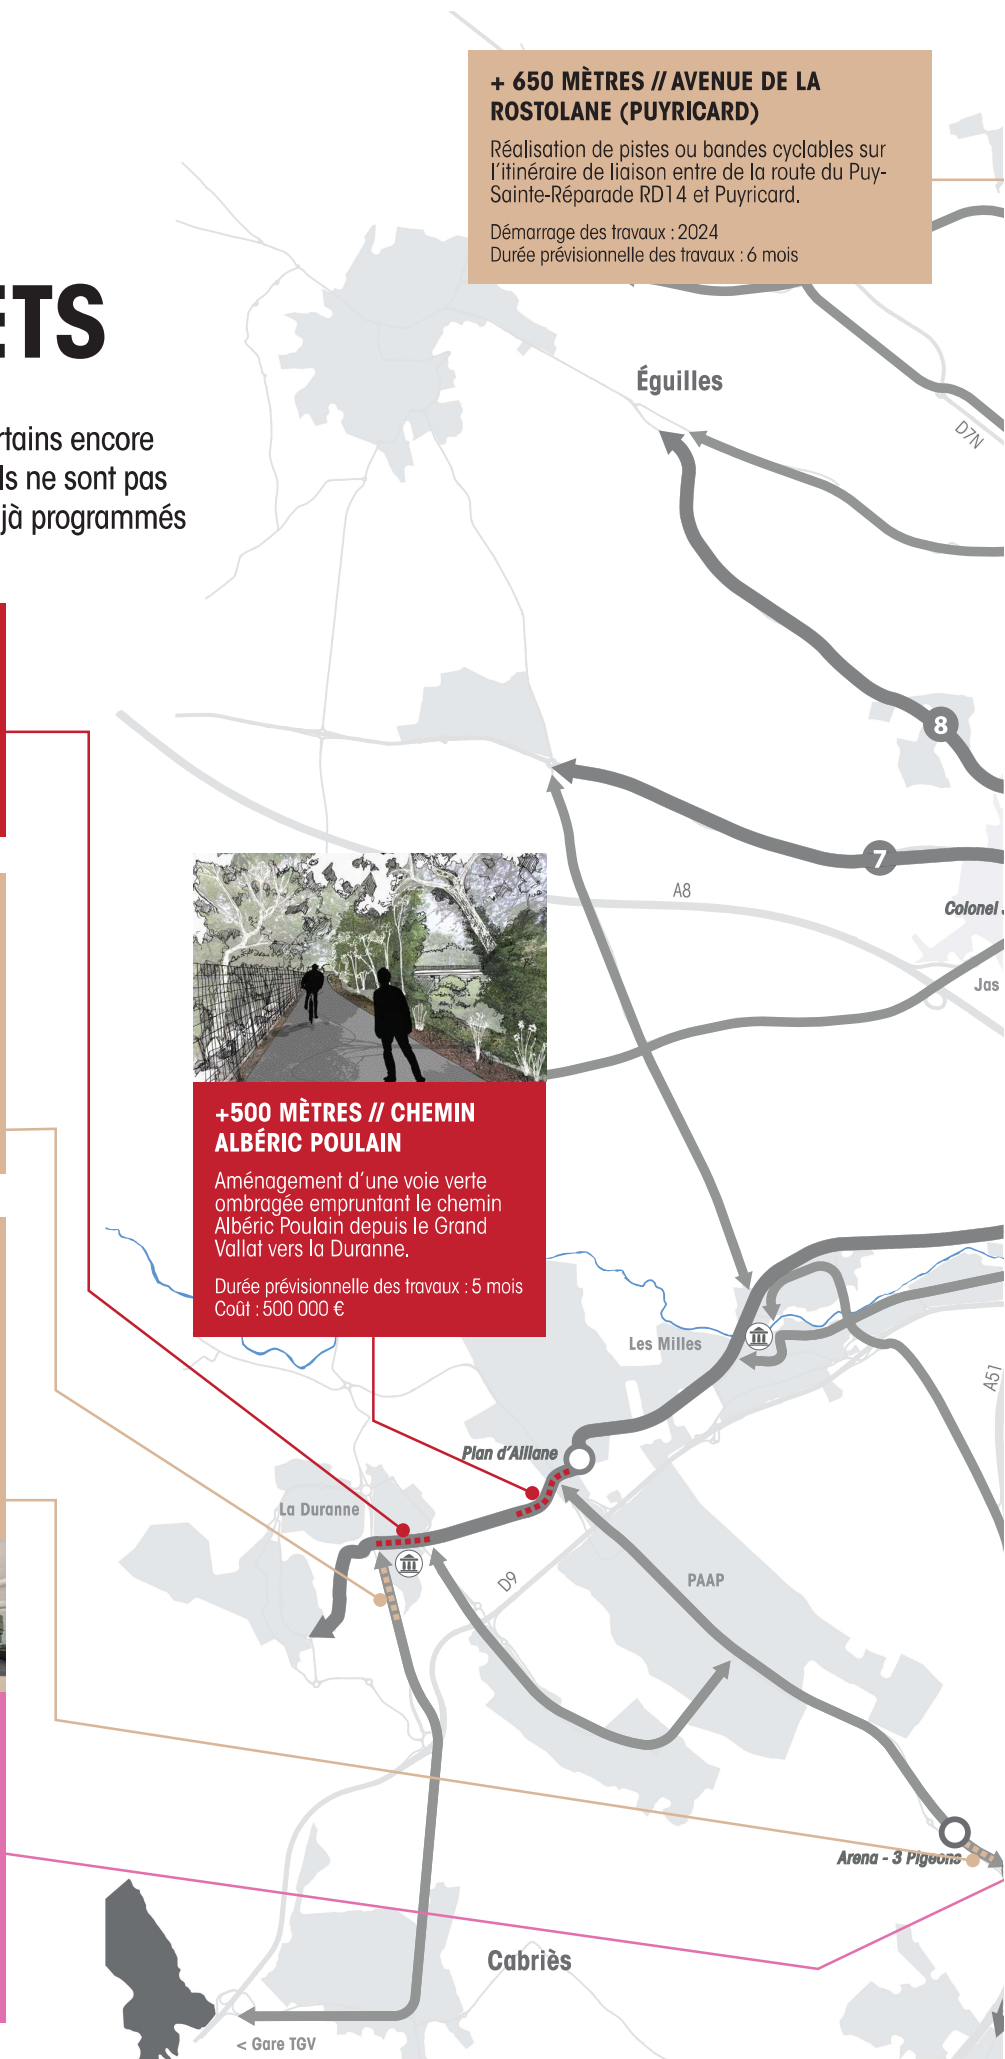 + 650 MÈTRES // AVENUE DE LA
ROSTOLANE (PUYRICARD)
Réalisation de pistes ou bandes cyclables sur
l'itinéraire de liaison entre de la route du Puy-
Sainte-Réparade RD14 et Puyricard.
Démarrage des travaux : 2024
Durée prévisionnelle des travaux : 6 mois
ETS
rtains encore
ls ne sont pas
jà programmés
Éguilles
D7N
8
7
A8
Colonel
Jas
+500 MÈTRES // CHEMIN
ALBÉRIC POULAIN
Aménagement d'une voie verte
ombragée empruntant le chemin
Albéric Poulain depuis le Grand
Vallat vers la Duranne.
Durée prévisionnelle des travaux : 5 mois
Coût : 500 000 €
Les Milles
A51
Plan d'Aillane
La Duranne
D9
PAAP
Arena - 3 Pigeons
Cabriès
< Gare TGV